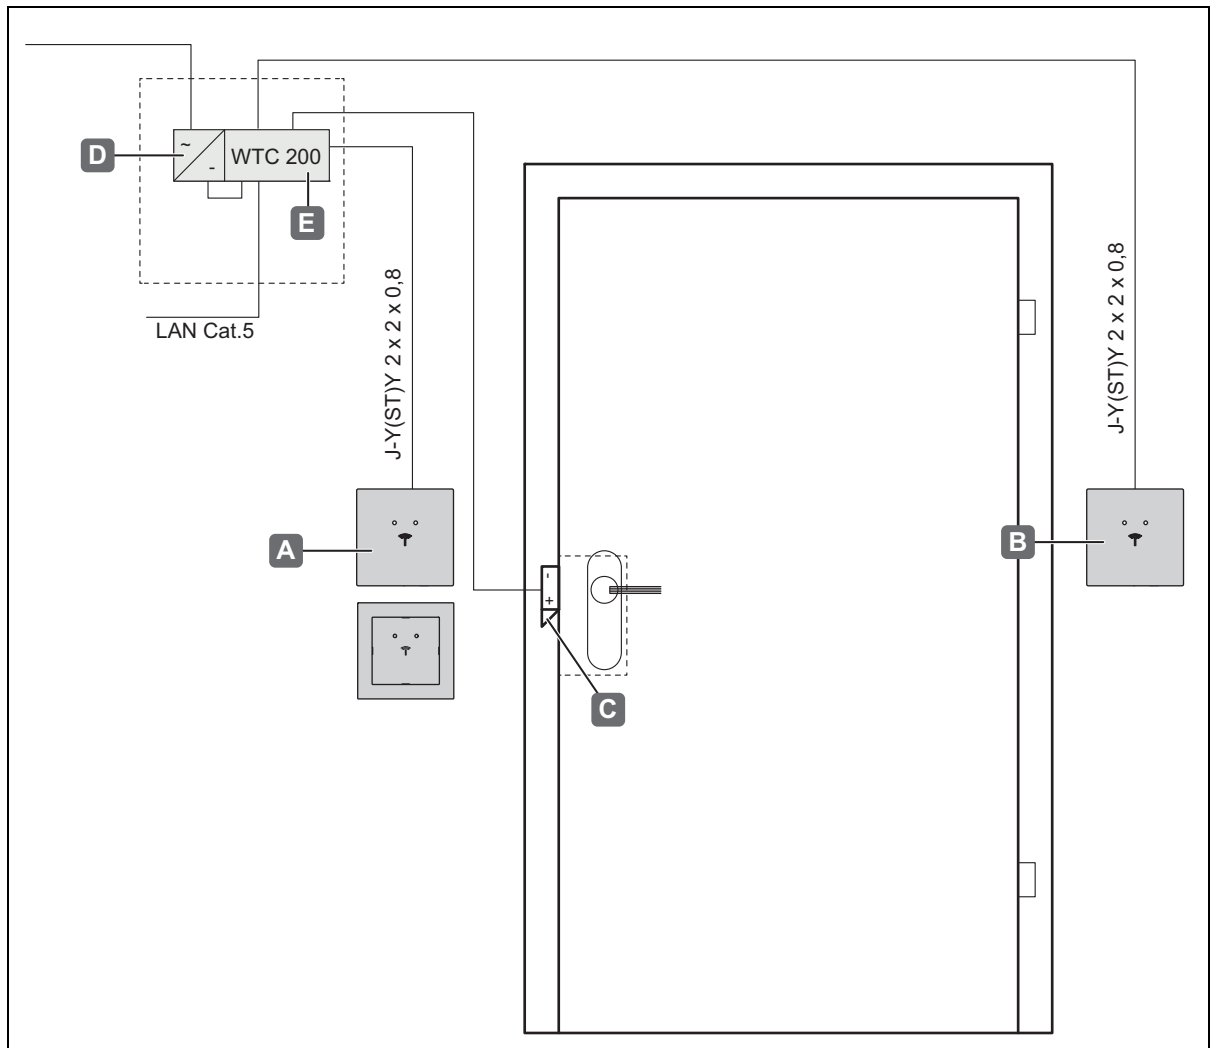 D
~
-
WTC 200
E
LAN Cat.5
J-Y(ST)Y 2 x 2 x 0,8
J-Y(ST)Y 2 x 2 x 0,8
A
B
-
+
C